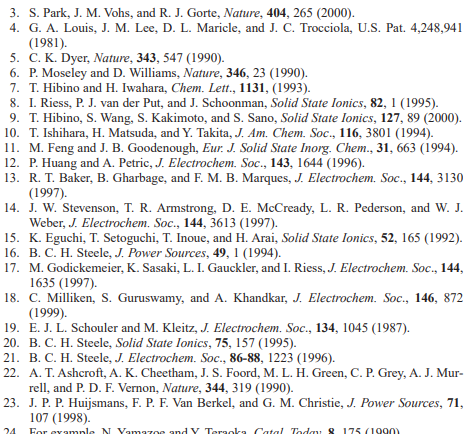 3. S. Park, J. M. Vohs, and R. J. Gorte, Nature, 404, 265 (2000).
4. G. A. Louis, J. M. Lee, D. L. Maricle, and J. C. Trocciola, U.S. Pat. 4,248,941
(1981).
5. C. K. Dyer, Nature, 343, 547 (1990).
6. P. Moseley and D. Williams, Nature, 346, 23 (1990).
7. T. Hibino and H. Iwahara, Chem. Lett., 1131, (1993).
8. I. Riess, P. J. van der Put, and J. Schoonman, Solid State Ionics, 82, 1 (1995).
9. T. Hibino, S. Wang, S. Kakimoto, and S. Sano, Solid State Ionics, 127, 89 (2000).
10. T. Ishihara, H. Matsuda, and Y. Takita, J. Am. Chem. Soc., 116, 3801 (1994).
11. M. Feng and J. B. Goodenough, Eur. J. Solid State Inorg. Chem., 31, 663 (1994).
12. P. Huang and A. Petric, J. Electrochem. Soc., 143, 1644 (1996).
13. R. T. Baker, B. Gharbage, and F. M. B. Marques, J. Electrochem. Soc., 144, 3130
(1997).
14. J. W. Stevenson, T. R. Armstrong, D. E. McCready, L. R. Pederson, and W. J.
Weber, J. Electrochem. Soc., 144, 3613 (1997).
15. K. Eguchi, T. Setoguchi, T. Inoue, and H. Arai, Solid State Ionics, 52, 165 (1992).
16. B. C. H. Steele, J. Power Sources, 49, 1 (1994).
17. M. Godickemeier, K. Sasaki, L. I. Gauckler, and I. Riess, J. Electrochem. Soc., 144,
1635 (1997).
18. C. Milliken, S. Guruswamy, and A. Khandkar, J. Electrochem. Soc., 146, 872
(1999).
19. E. J. L. Schouler and M. Kleitz, J. Electrochem. Soc., 134, 1045 (1987).
20. B. C. H. Steele, Solid State Ionics, 75, 157 (1995).
21. B. C. H. Steele, J. Electrochem. Soc., 86-88, 1223 (1996).
22. A. T. Ashcroft, A. K. Cheetham, J. S. Foord, M. L. H. Green, C. P. Grey, A. J. Mur-
rell, and P. D. F. Vernon, Nature, 344, 319 (1990).
23. J. P. P. Huijsmans, F. P. F. Van Berkel, and G. M. Christie, J. Power Sources, 71,
107 (1998).
24. For example, N. Yamazoe and Y. Teraoka, Catal. Today, 8, 175 (1990).